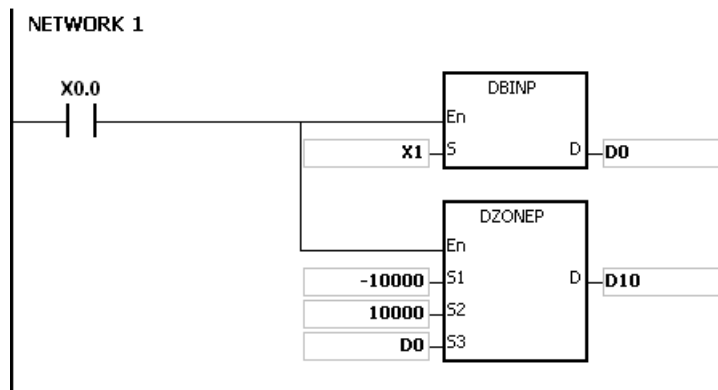 NETWORK 1
X0.0
DBINP
En
X1 S D D0
DZONEP
En
-10000 S1 D D10
10000 S2
D0 S3